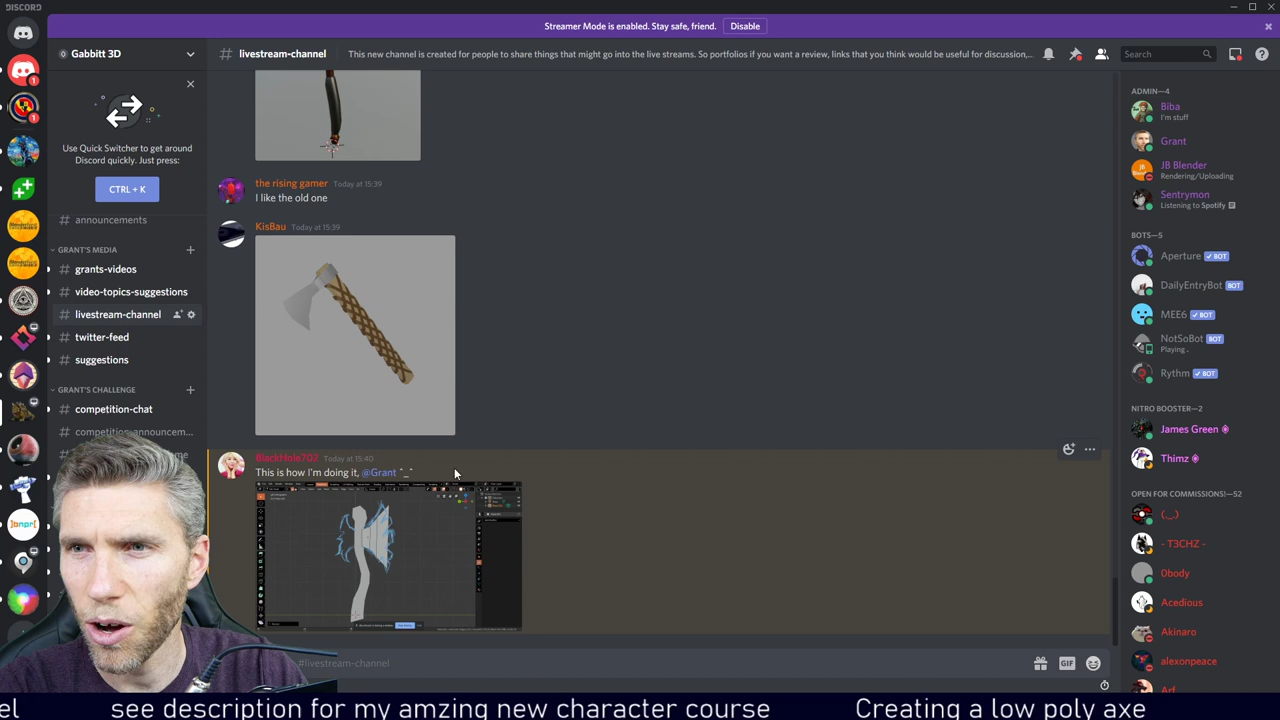 DISCORD
Streamer Mode is enabled. Stay safe, friend. Disable
Gabbitt 3D
# livestream-channel
This new channel is created for people to share things that might go into the live streams. So portfolios if you want a review, links that you think would be useful for discussion,...
Search
Use Quick Switcher to get around
Discord quickly. Just press:
CTRL + K
announcements
GRANT'S MEDIA
# grants-videos
# video-topics-suggestions
# livestream-channel
# twitter-feed
# suggestions
GRANT'S CHALLENGE
# competition-chat
competition-announcem...
the rising gamer Today at 15:39
I like the old one
KisBau Today at 15:39
BlackHole702 Today at 15:40
This is how I'm doing it, @Grant ^_^
#livestream-channel
GIF
ADMIN—4
Biba
I'm stuff
Grant
JB Blender
Rendering/Uploading
Sentrymon
Listening to Spotify
BOTS—5
Aperture ✓ BOT
DailyEntryBot BOT
MEE6 ✓ BOT
NotSoBot BOT
Playing .
Rythm ✓ BOT
NITRO BOOSTER—2
James Green
Thimz
OPEN FOR COMMISSIONS!—52
(._.)
- T3CHZ -
0body
Acedious
Akinaro
alexonpeace
Arf
el see description for my amzing new character course Creating a low poly axe